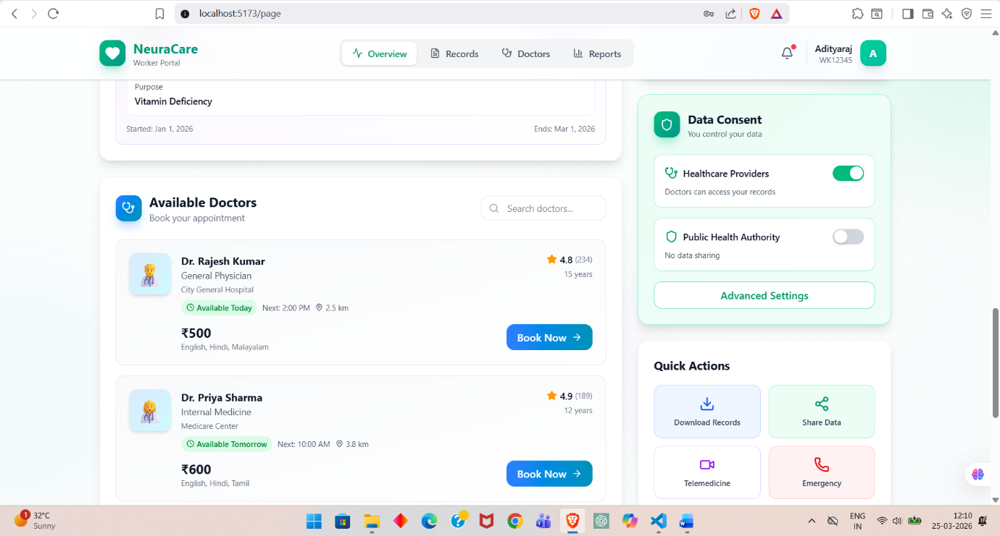 localhost:5173/page
NeuraCare
Worker Portal
Overview
Records
Doctors
Reports
Adityaraj
WK12345
A
Purpose
Vitamin Deficiency
Started: Jan 1, 2026
Ends: Mar 1, 2026
Available Doctors
Book your appointment
Search doctors...
Dr. Rajesh Kumar
General Physician
City General Hospital
4.8 (234)
15 years
Available Today
Next: 2:00 PM
2.5 km
₹500
English, Hindi, Malayalam
Book Now
Dr. Priya Sharma
Internal Medicine
Medicare Center
4.9 (189)
12 years
Available Tomorrow
Next: 10:00 AM
3.8 km
₹600
English, Hindi, Tamil
Book Now
Data Consent
You control your data
Healthcare Providers
Doctors can access your records
Public Health Authority
No data sharing
Advanced Settings
Quick Actions
Download Records
Share Data
Telemedicine
Emergency
1
32°C
Sunny
ENG
IN
12:10
25-03-2026